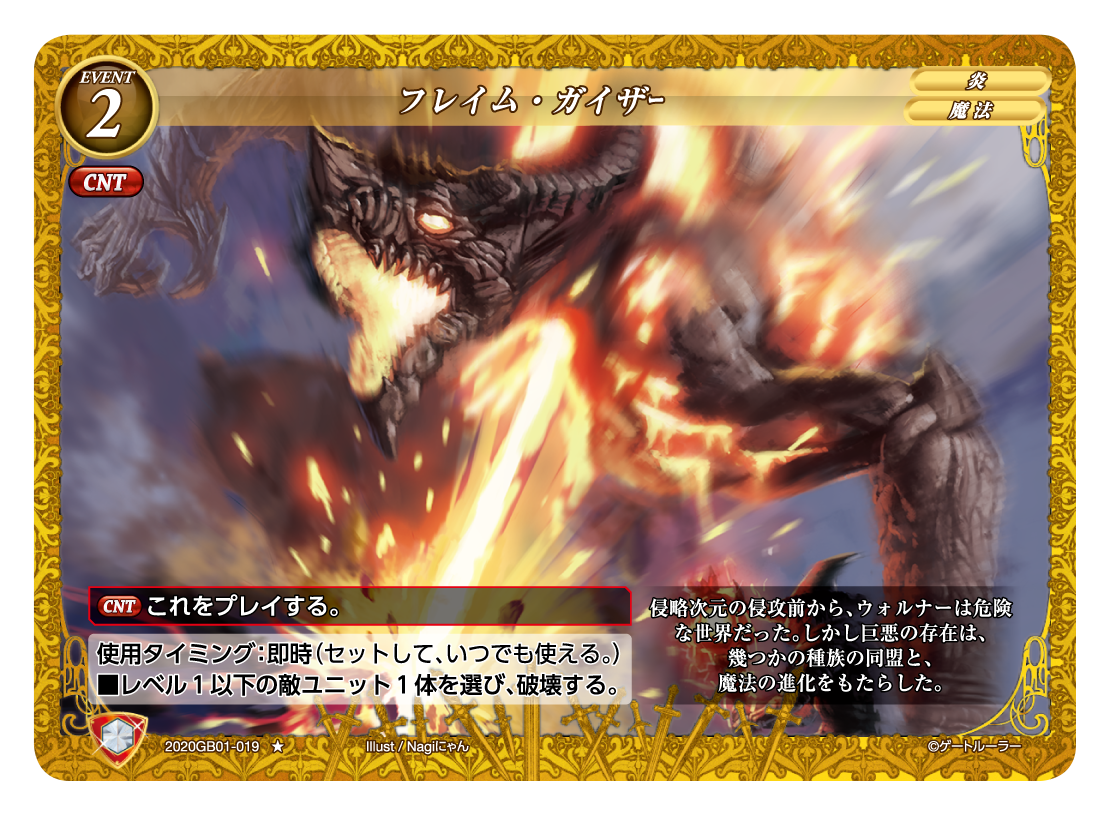 EVENT
2
フレイム・ガイザー
炎
魔法
CNT
CNT これをプレイする。
使用タイミング:即時(セットして、いつでも使える。)
■レベル1以下の敵ユニット1体を選び、破壊する。
侵略次元の侵攻前から、ウォルナーは危険
な世界だった。しかし巨悪の存在は、
幾つかの種族の同盟と、
魔法の進化をもたらした。
2020GB01-019 ★ Illust / Nagiにゃん ©ゲートルーラー